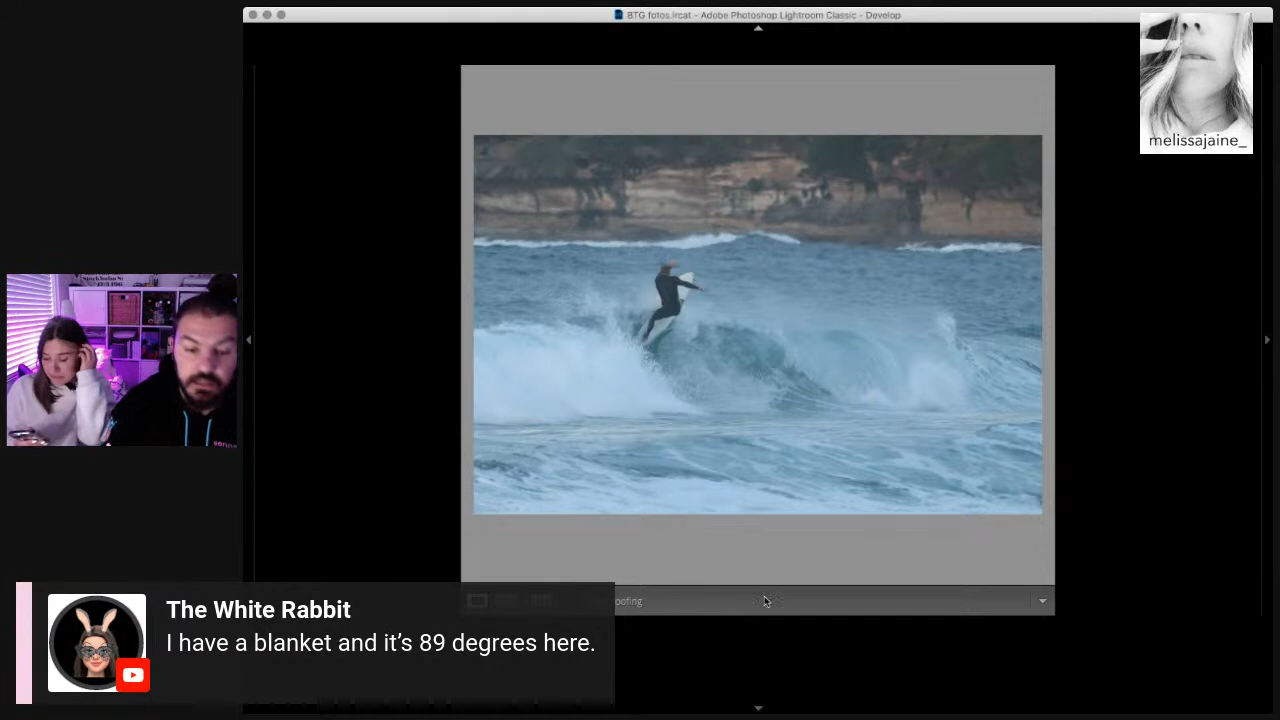 BTG fotos.lrcat - Adobe Photoshop Lightroom Classic - Develop
melissajaine_
oofing
The White Rabbit
I have a blanket and it’s 89 degrees here.